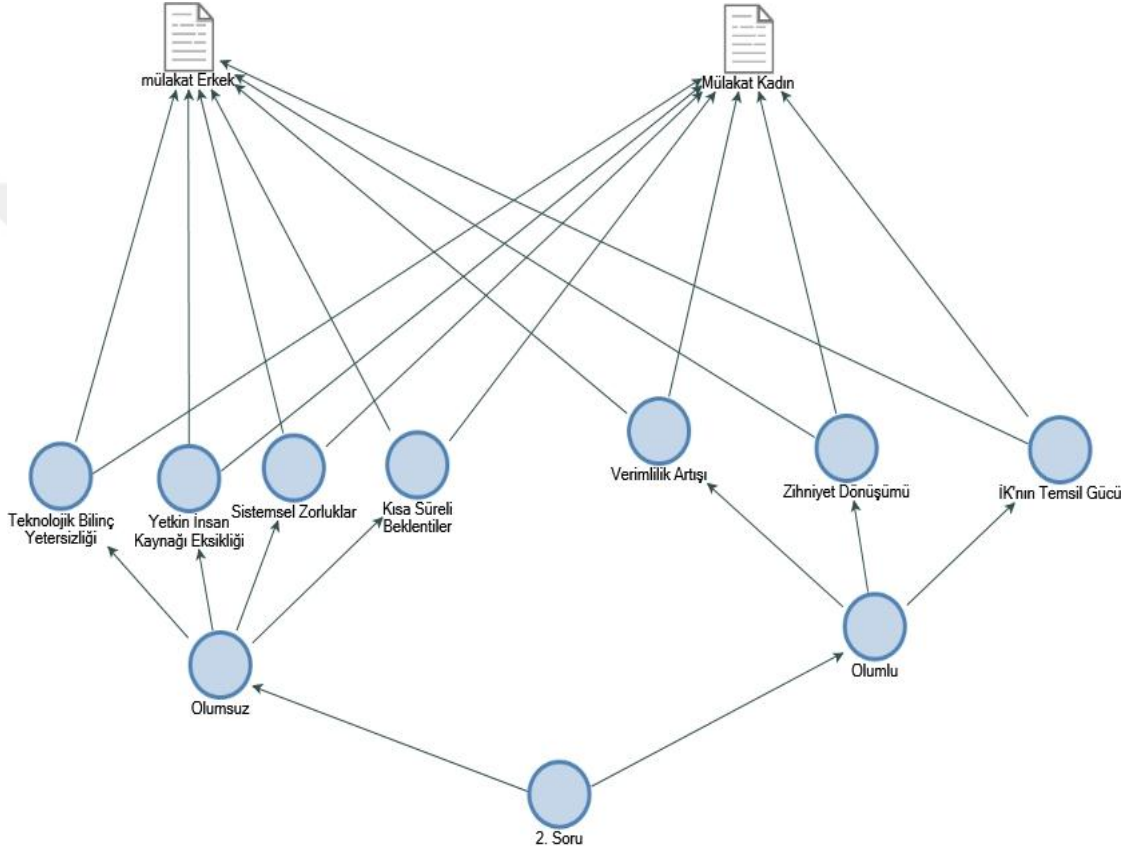 mülakat Erkek
Mülakat Kadın
Teknolojik Bilinç
Yetersizliği
Yetkin İnsan
Kaynağı Eksikliği
Sistemsel Zorluklar
Kısa Süreli
Beklentiler
Verimlilik Artışı
Zihniyet Dönüşümü
İK'nın Temsil Gücü
Olumsuz
Olumlu
2. Soru